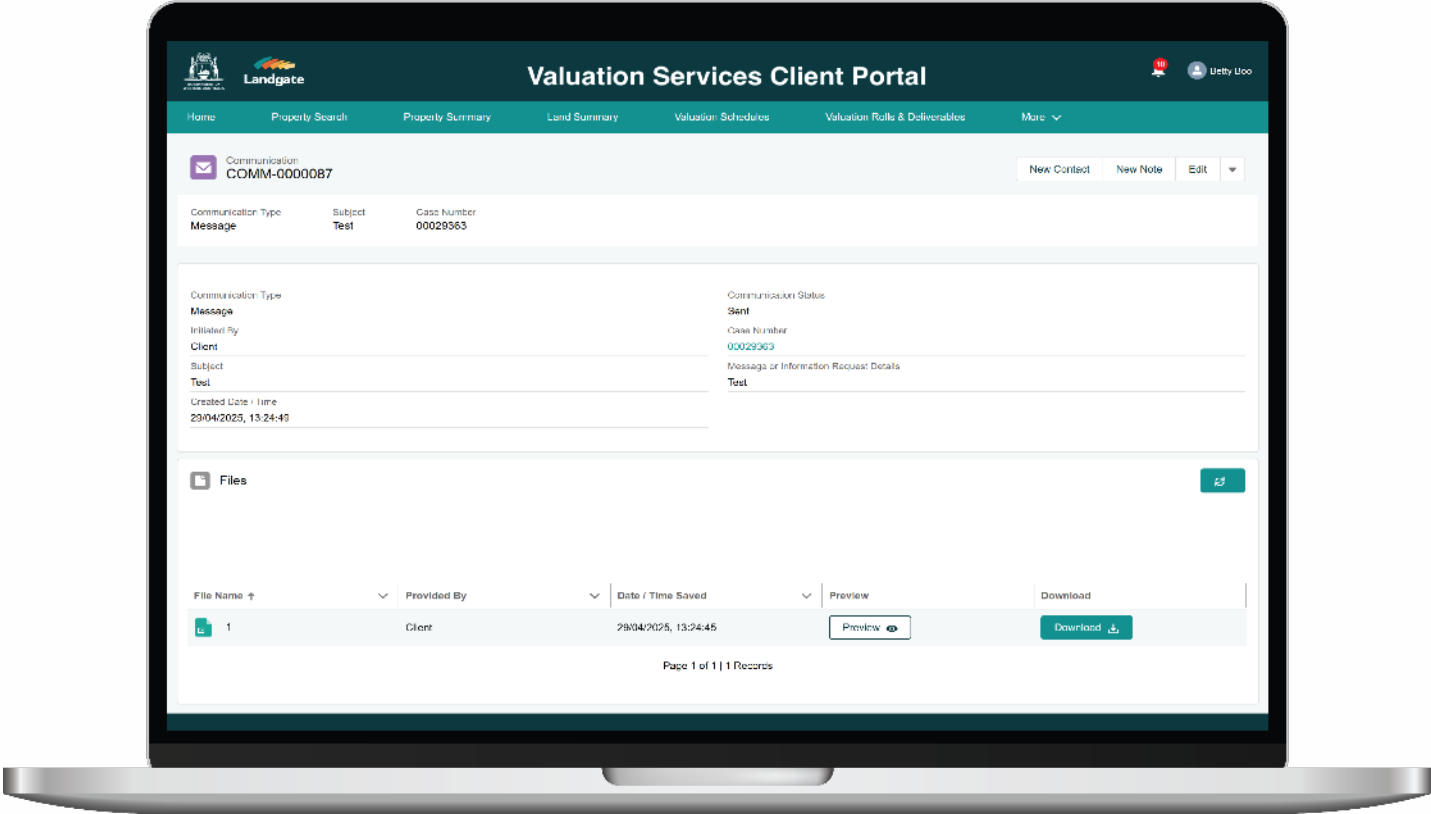 Landgate
Valuation Services Client Portal
10
Betty Boo
Home Property Search Property Summary Land Summary Valuation Schedules Valuation Rolls & Deliverables More
Communication
COMM-0000087
New Contact New Note Edit
Communication Type Subject Case Number
Message Test 00029363
Communication Type Communication Status
Message Sent
Initiated By Case Number
Client 00029363
Subject Message or Information Request Details
Test Test
Created Date / Time
29/04/2025, 13:24:49
Files
File Name Provided By Date / Time Saved Preview Download
1 Client 29/04/2025, 13:24:45 Preview Download
Page 1 of 1 | 1 Records